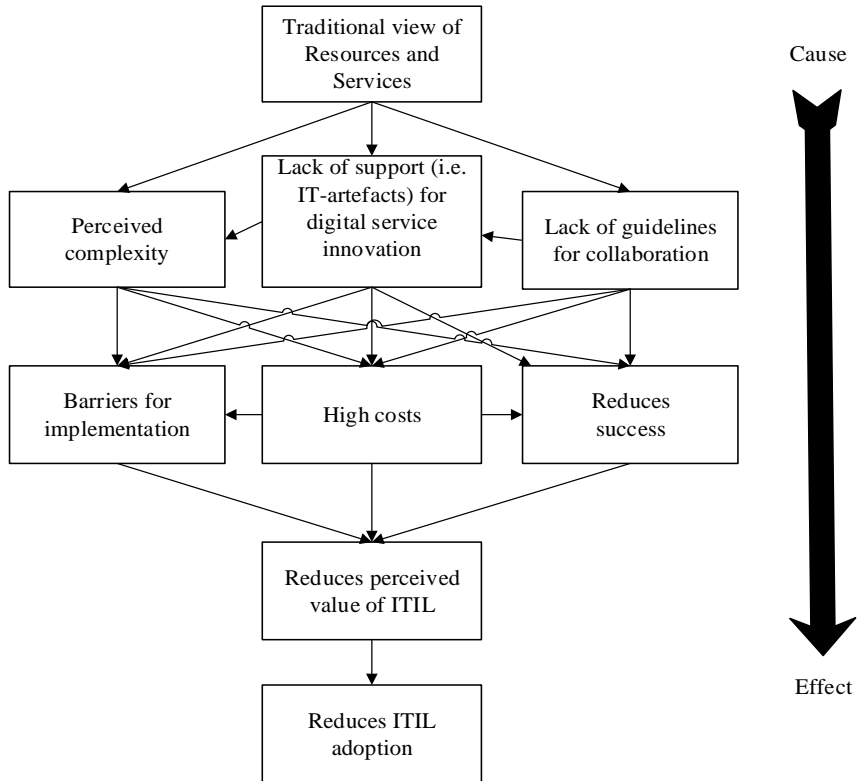 Traditional view of
Resources and
Services
Cause
Perceived
complexity
Lack of support (i.e.
IT-artefacts) for
digital service
innovation
Lack of guidelines
for collaboration
Barriers for
implementation
High costs
Reduces
success
Reduces perceived
value of ITIL
Effect
Reduces ITIL
adoption